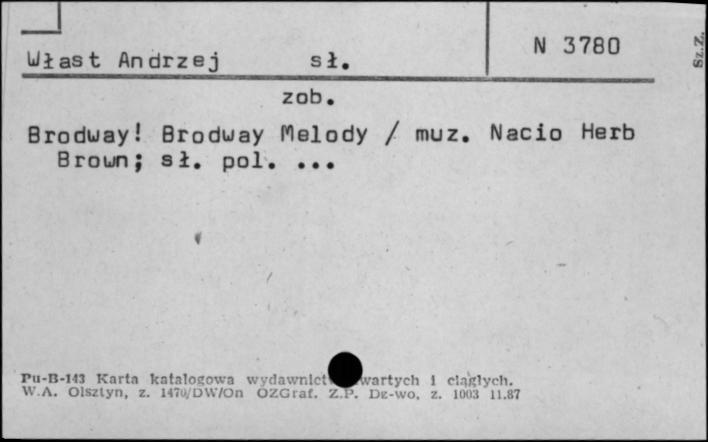 Włast Andrzej sł. N 3780
Sz.Z.
zob.
Brodway! Brodway Melody / muz. Nacio Herb
Brown; sł. pol. ...
Pu-B-143 Karta katalogowa wydawnict wartych i ciągłych.
W.A. Olsztyn, z. 1470/DW/On OZGraf. Z.P. Dz-wo, z. 1003 11.87